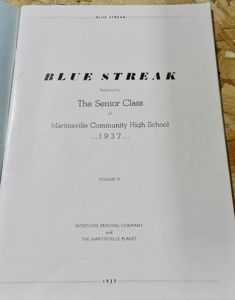 BLUE STREAK
BLUE STREAK
Published by
The Senior Class
of
Martinsville Community High School
...1937...
VOLUME III
INTERSTATE PRINTING COMPANY
and
THE MARTINSVILLE PLANET
1937